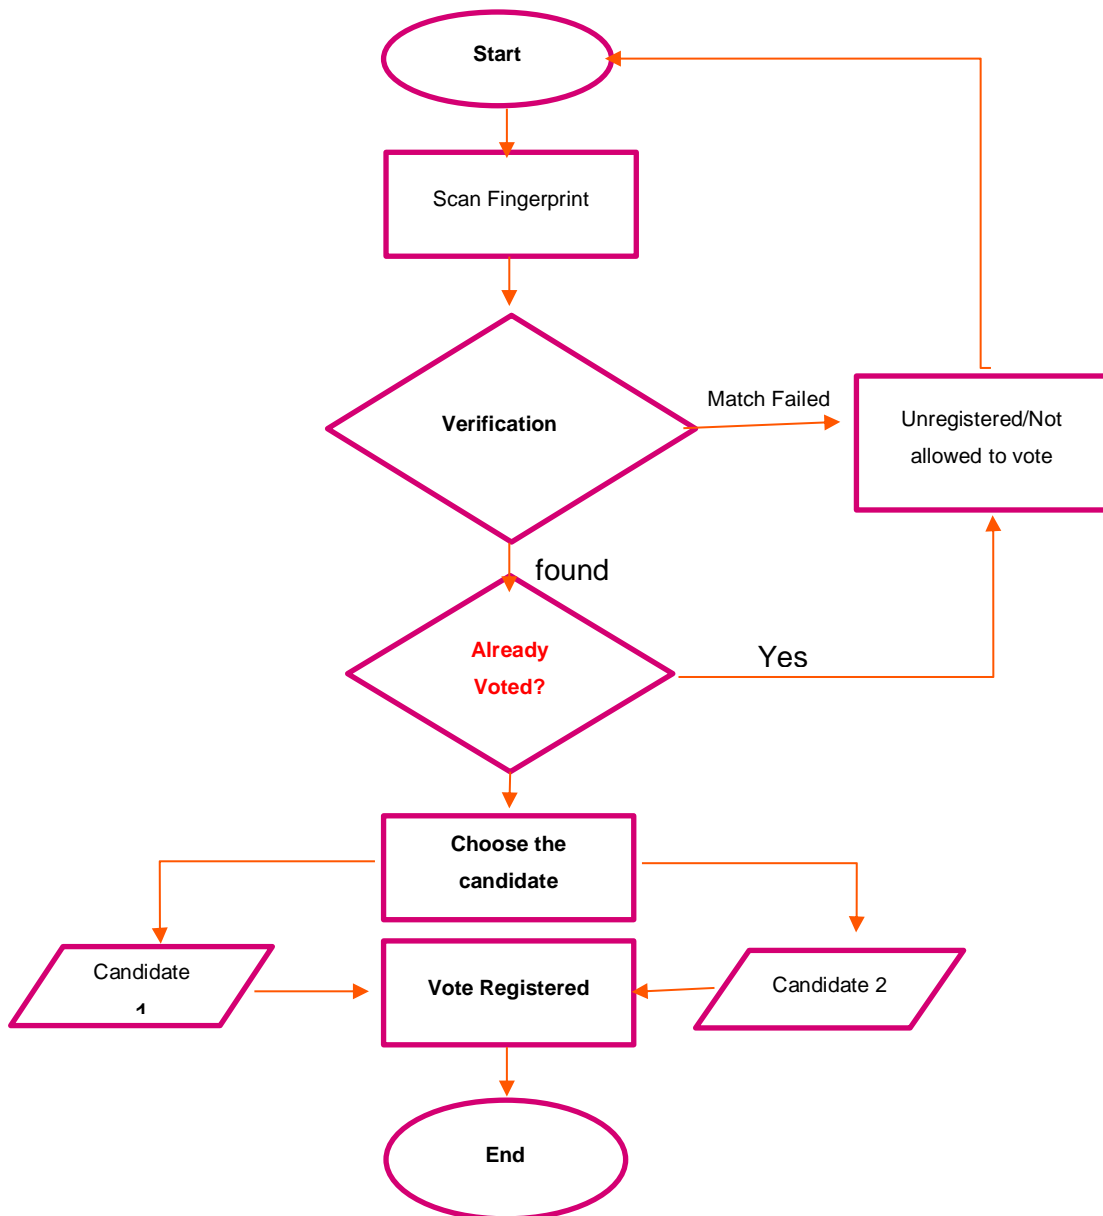 Start
Scan Fingerprint
Verification
Match Failed
Unregistered/Not
allowed to vote
found
Already
Voted?
Yes
Choose the
candidate
Candidate
1
Vote Registered
Candidate 2
End